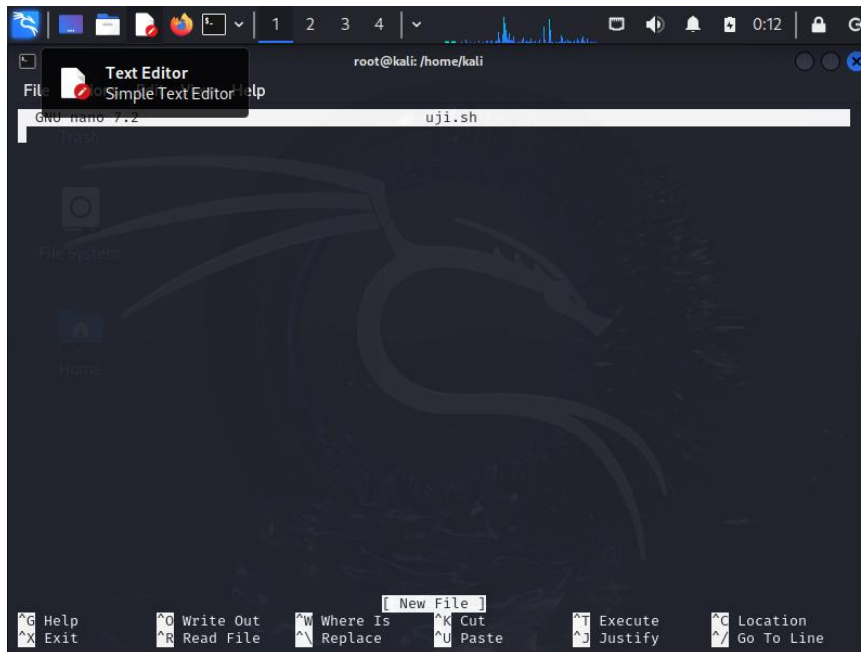 1 2 3 4 0:12
root@kali: /home/kali
Text Editor
Simple Text Editor
File Help
GNU nano 7.2 uji.sh
Trash
File System
Home
[ New File ]
^G Help ^O Write Out ^W Where Is ^K Cut ^T Execute ^C Location
^X Exit ^R Read File ^\ Replace ^U Paste ^J Justify ^/ Go To Line